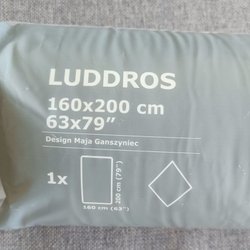 LUDDROS
160x200 cm
63x79"
Design Maja Ganszyniec
1x
200 cm (79")
160 cm (63")